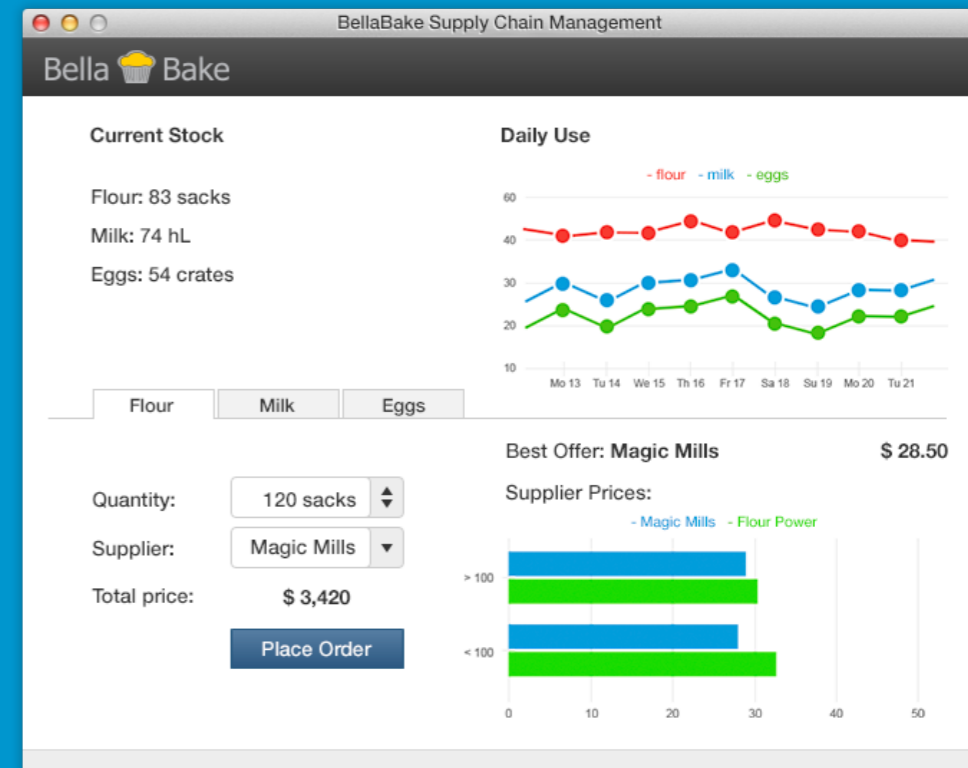 BellaBake Supply Chain Management
Bella Bake
Current Stock
Flour: 83 sacks
Milk: 74 hL
Eggs: 54 crates
Daily Use
- flour - milk - eggs
60
40
30
20
10
Mo 13 Tu 14 We 15 Th 16 Fr 17 Sa 18 Su 19 Mo 20 Tu 21
Flour Milk Eggs
Quantity: 120 sacks
Supplier: Magic Mills
Total price: $ 3,420
Place Order
Best Offer: Magic Mills $ 28.50
Supplier Prices:
- Magic Mills - Flour Power
> 100
< 100
0 10 20 30 40 50